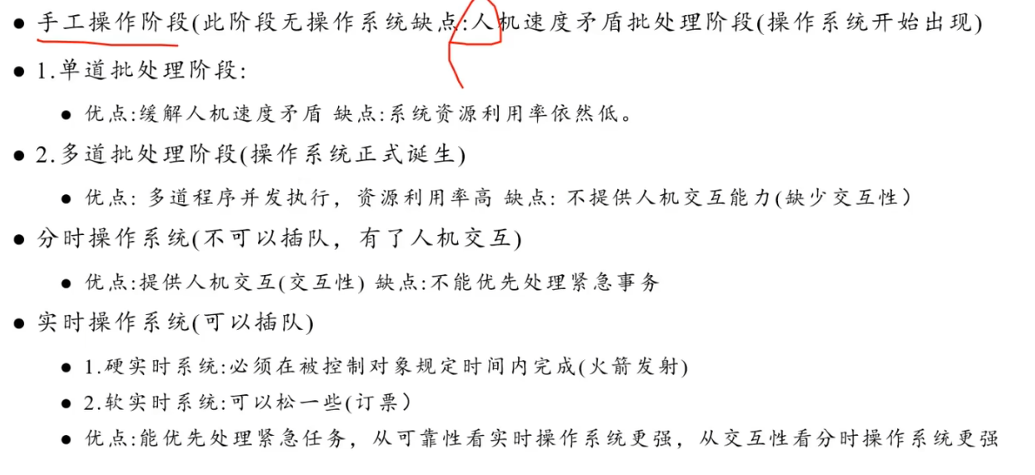 ● 手工操作阶段(此阶段无操作系统缺点:人机速度矛盾批处理阶段(操作系统开始出现)
● 1.单道批处理阶段:
● 优点:缓解人机速度矛盾 缺点:系统资源利用率依然低。
● 2.多道批处理阶段(操作系统正式诞生)
● 优点: 多道程序并发执行，资源利用率高 缺点: 不提供人机交互能力(缺少交互性）
● 分时操作系统(不可以插队，有了人机交互)
● 优点:提供人机交互(交互性) 缺点:不能优先处理紧急事务
● 实时操作系统(可以插队)
● 1.硬实时系统:必须在被控制对象规定时间内完成(火箭发射)
● 2.软实时系统:可以松一些(订票）
● 优点:能优先处理紧急任务，从可靠性看实时操作系统更强，从交互性看分时操作系统更强